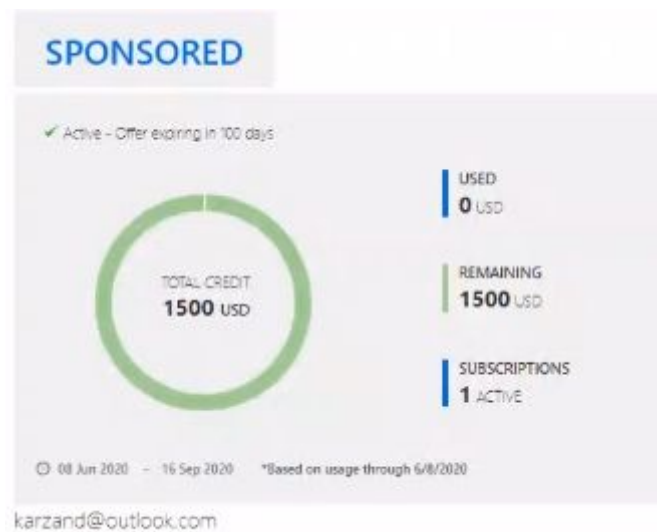 SPONSORED
✔ Active - Offer expiring in 100 days
USED
0 USD
TOTAL CREDIT
1500 USD
REMAINING
1500 USD
SUBSCRIPTIONS
1 ACTIVE
08 Jun 2020 - 16 Sep 2020 *Based on usage through 6/8/2020
karzand@outlook.com